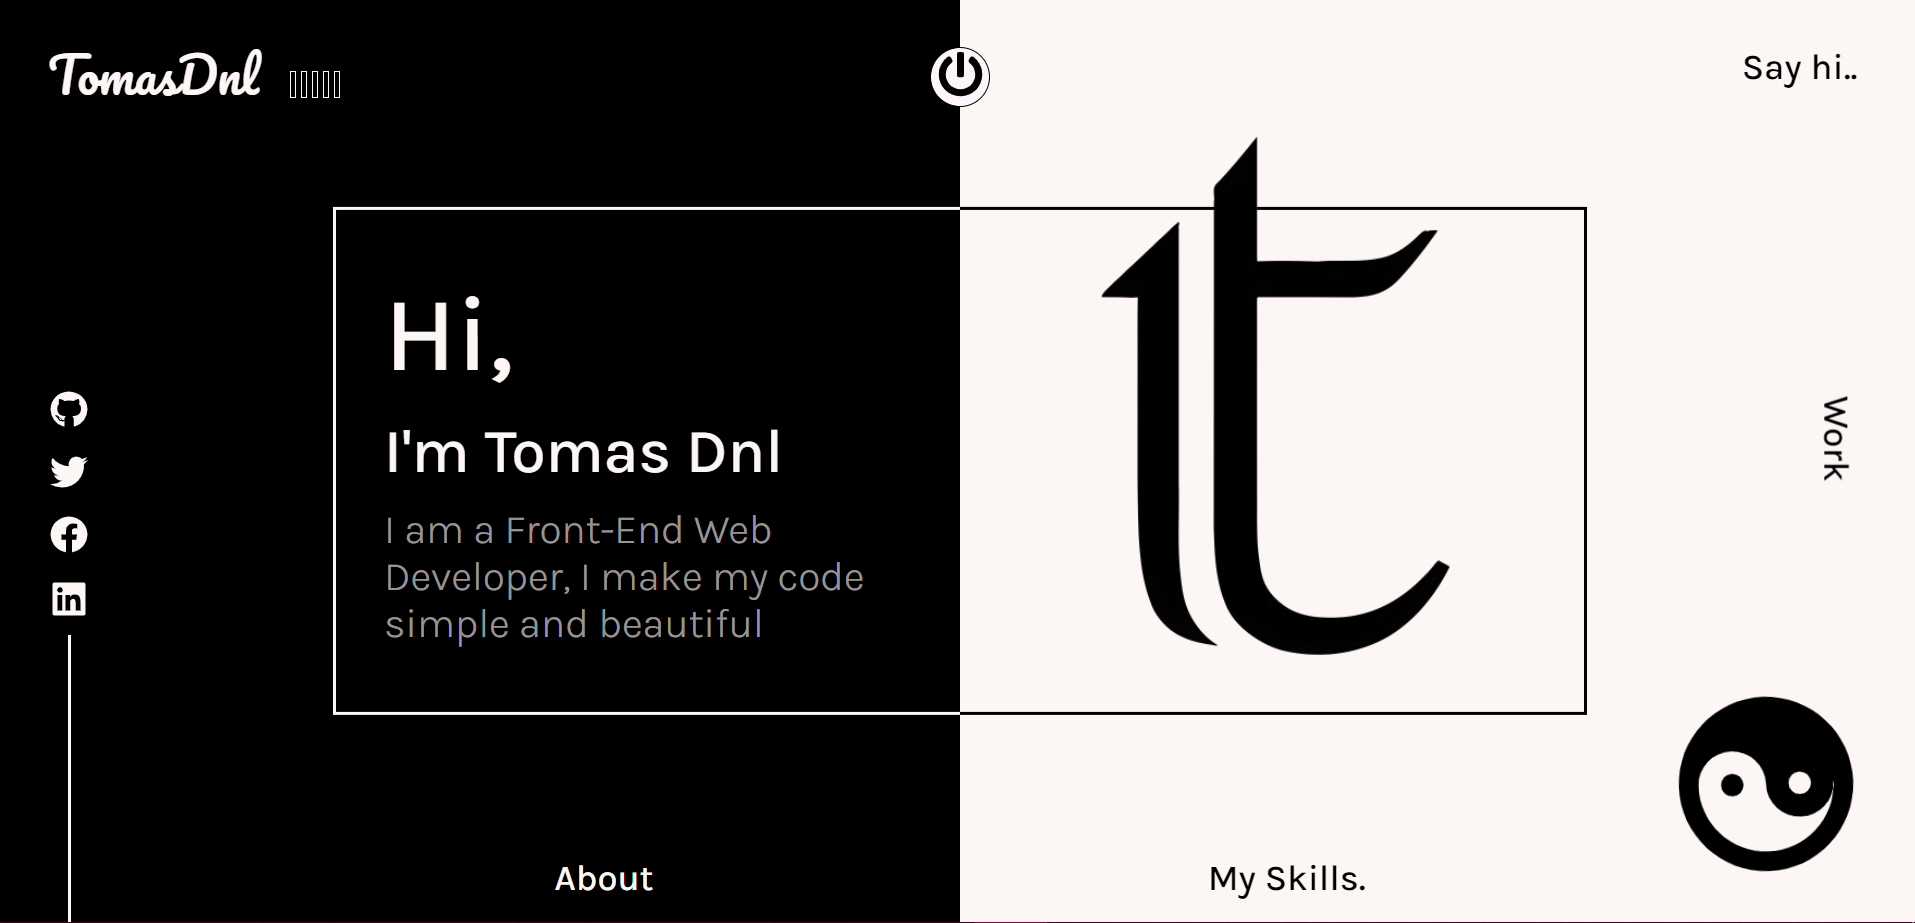 TomasDnl
Say hi..
Hi,
I'm Tomas Dnl
I am a Front-End Web
Developer, I make my code
simple and beautiful
Work
About
My Skills.